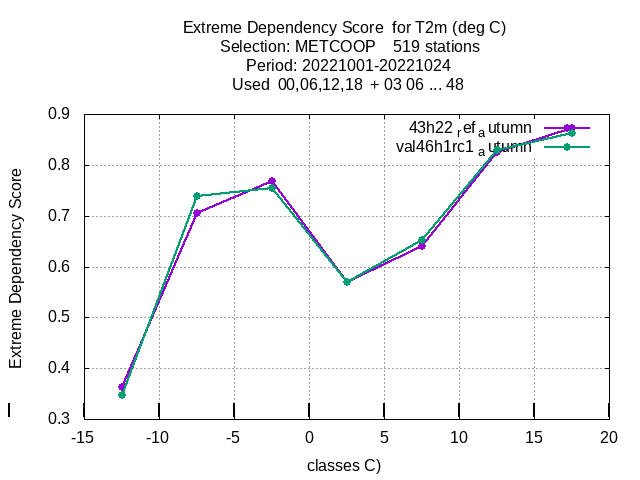 Extreme Dependency Score for T2m (deg C)
Selection: METCOOP 519 stations
Period: 20221001-20221024
Used 00,06,12,18 + 03 06 ... 48
43h22 ref autumn
val46h1rc1 autumn
0.9
0.8
0.7
0.6
0.5
0.4
0.3
Extreme Dependency Score
-15 -10 -5 0 5 10 15 20
classes C)